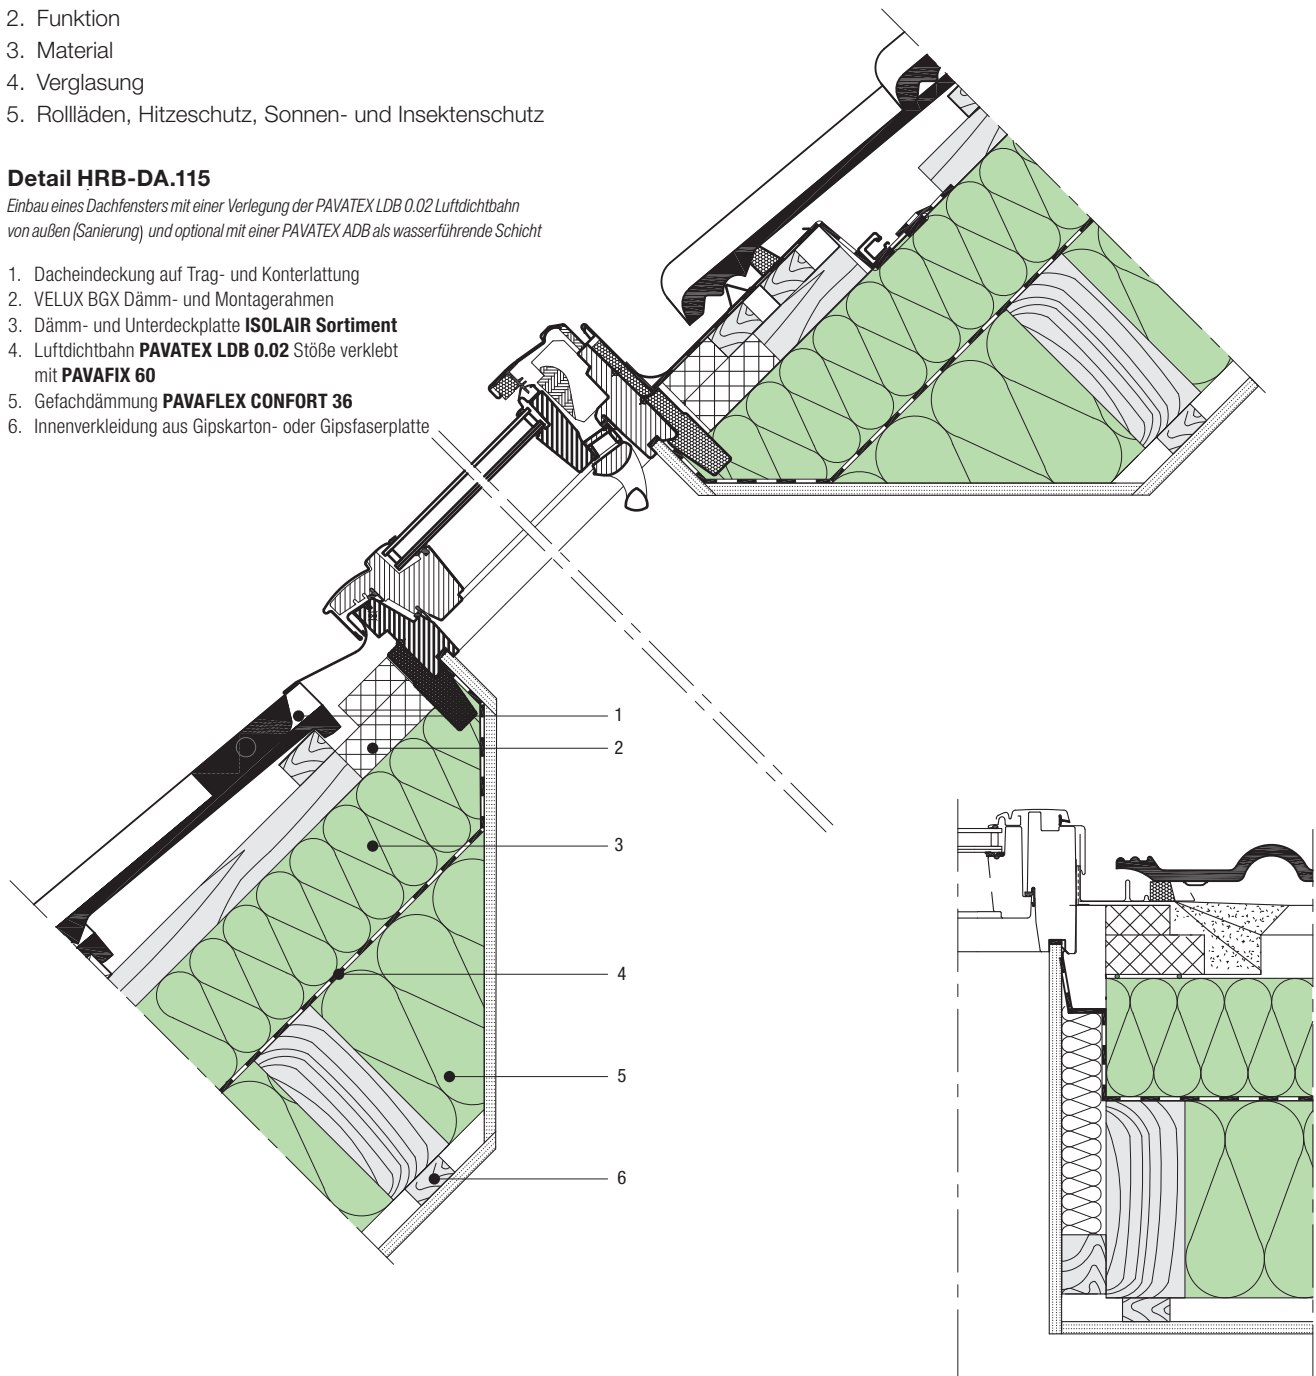 2. Funktion
3. Material
4. Verglasung
5. Rollläden, Hitzeschutz, Sonnen- und Insektenschutz
Detail HRB-DA.115
Einbau eines Dachfensters mit einer Verlegung der PAVATEX LDB 0.02 Luftdichtbahn
von außen (Sanierung) und optional mit einer PAVATEX ADB als wasserführende Schicht
1. Dacheindeckung auf Trag- und Konterlattung
2. VELUX BGX Dämm- und Montagerahmen
3. Dämm- und Unterdeckplatte ISOLAIR Sortiment
4. Luftdichtbahn PAVATEX LDB 0.02 Stöße verklebt
mit PAVAFIX 60
5. Gefachdämmung PAVAFLEX CONFORT 36
6. Innenverkleidung aus Gipskarton- oder Gipsfaserplatte
1
2
3
4
5
6